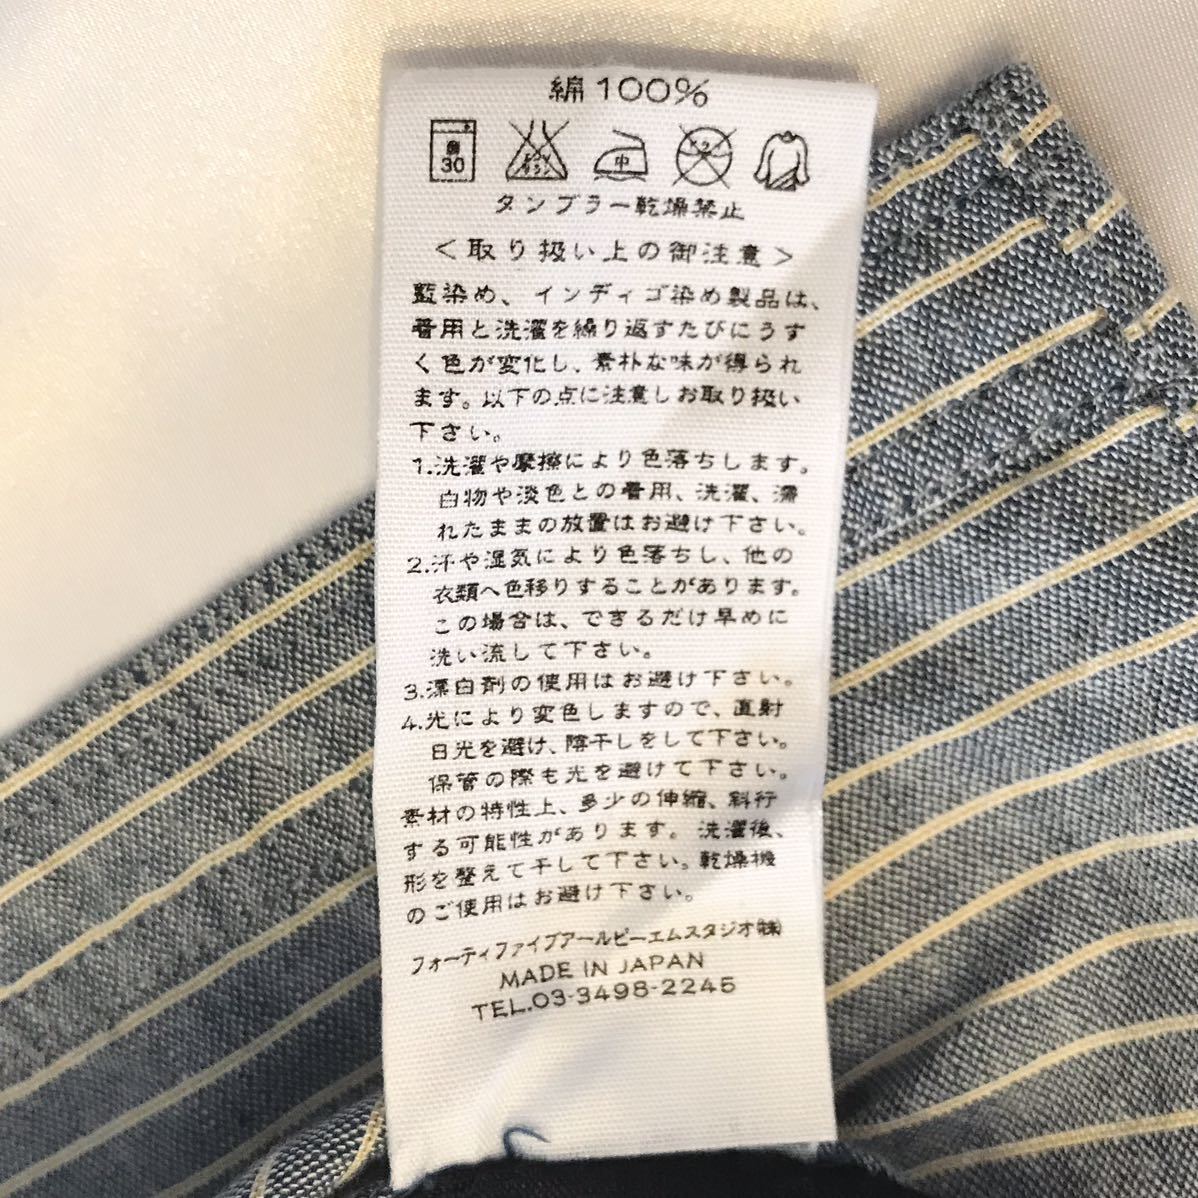 綿100%
弱
30
エンソ
サラシ
中
タンブラー乾燥禁止
<取り扱い上の御注意>
藍染め、インディゴ染め製品は、
着用と洗濯を繰り返すたびにうす
く色が変化し、素朴な味が得られ
ます。以下の点に注意しお取り扱い
下さい。
1.洗濯や摩擦により色落ちします。
白物や淡色との着用、洗濯、濡
れたままの放置はお避け下さい。
2.汗や湿気により色落ちし、他の
衣類へ色移りすることがあります。
この場合は、できるだけ早めに
洗い流して下さい。
3.漂白剤の使用はお避け下さい。
4.光により変色しますので、直射
日光を避け、陰干しをして下さい。
保管の際も光を避けて下さい。
素材の特性上、多少の伸縮、斜行
する可能性があります。洗濯後、
形を整えて干して下さい。乾燥機
のご使用はお避け下さい。
フォーティファイブアールピーエムスタジオ㈱
MADE IN JAPAN
TEL.03-3498-2245